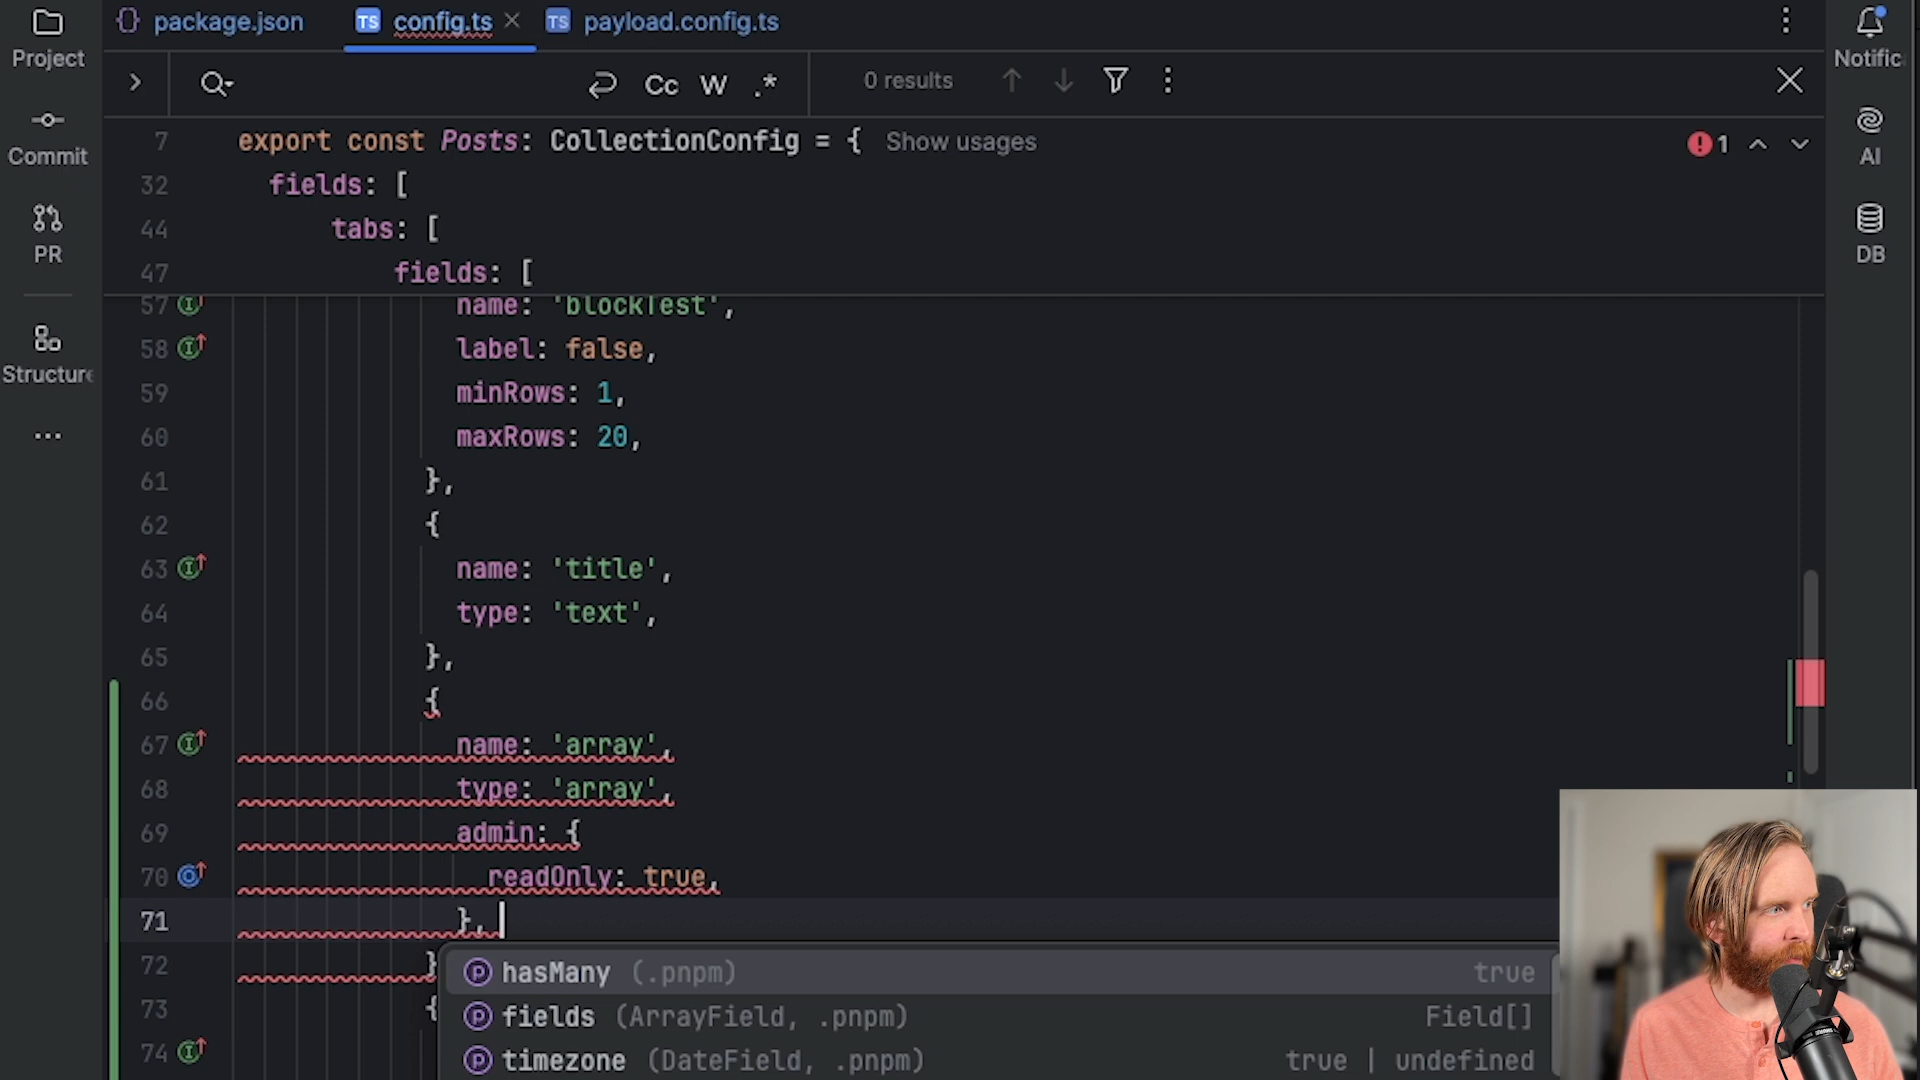 package.json
TS config.ts
TS payload.config.ts
Project
Commit
PR
Structure
Cc W .*
0 results
Notific
AI
DB
1
7 export const Posts: CollectionConfig = { Show usages
32 fields: [
44 tabs: [
47 fields: [
57 name: 'blockTest',
58 label: false,
59 minRows: 1,
60 maxRows: 20,
61 },
62 {
63 name: 'title',
64 type: 'text',
65 },
66 {
67 name: 'array',
68 type: 'array',
69 admin: {
70 readOnly: true,
71 },
72 }
73 {
74
hasMany (.pnpm) true
fields (ArrayField, .pnpm) Field[]
timezone (DateField, .pnpm) true | undefined